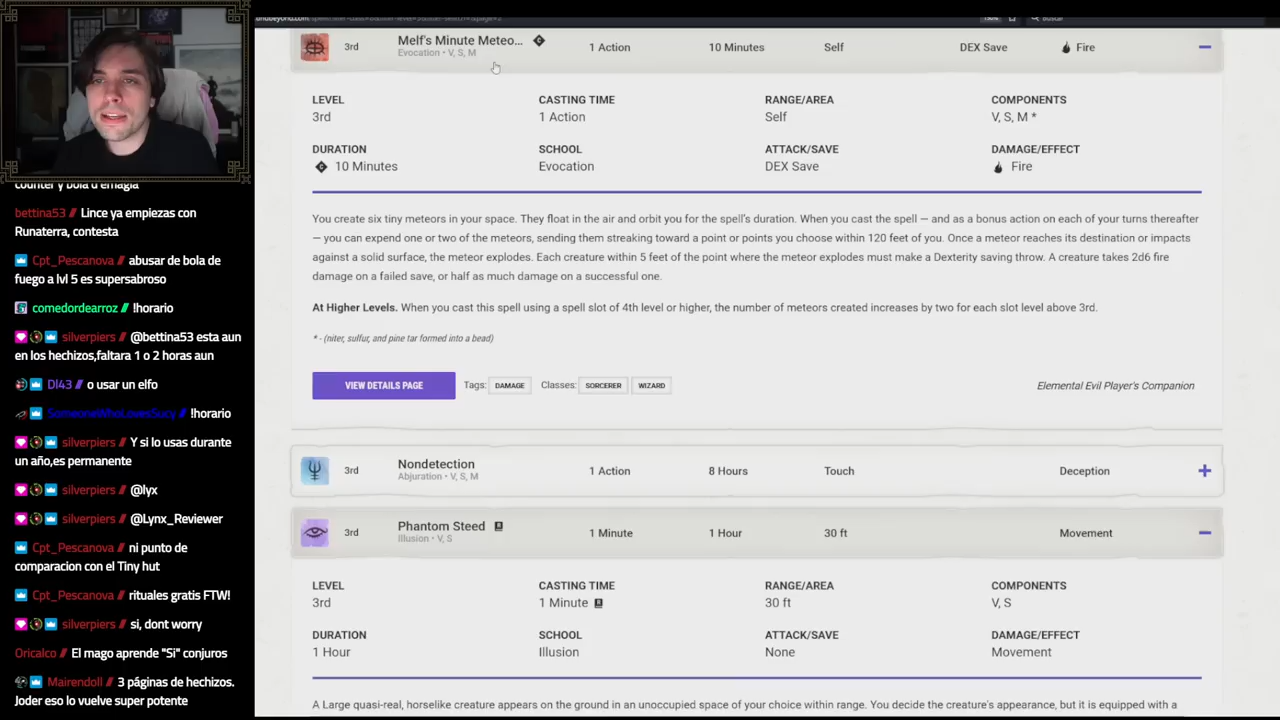 counter y bola d emagia
bettina53 // Lince ya empiezas con
Runaterra, contesta
Cpt_Pescanova // abusar de bola de
fuego a lvl 5 es supersabroso
comedordearroz // !horario
silverpiers // @bettina53 esta aun
en los hechizos,faltara 1 o 2 horas aun
Dl43 // o usar un elfo
SomeoneWhoLovesSucy // !horario
silverpiers // Y si lo usas durante
un año,es permanente
silverpiers // @lyx
silverpiers // @Lynx_Reviewer
Cpt_Pescanova // ni punto de
comparacion con el Tiny hut
Cpt_Pescanova // rituales gratis FTW!
silverpiers // si, dont worry
Oricalco // El mago aprende "Si" conjuros
Mairendoll // 3 páginas de hechizos.
Joder eso lo vuelve super potente
3rd Melf's Minute Meteo... 1 Action 10 Minutes Self DEX Save Fire
Evocation • V, S, M
LEVEL CASTING TIME RANGE/AREA COMPONENTS
3rd 1 Action Self V, S, M *
DURATION SCHOOL ATTACK/SAVE DAMAGE/EFFECT
10 Minutes Evocation DEX Save Fire
You create six tiny meteors in your space. They float in the air and orbit you for the spell's duration. When you cast the spell — and as a bonus action on each of your turns thereafter
— you can expend one or two of the meteors, sending them streaking toward a point or points you choose within 120 feet of you. Once a meteor reaches its destination or impacts
against a solid surface, the meteor explodes. Each creature within 5 feet of the point where the meteor explodes must make a Dexterity saving throw. A creature takes 2d6 fire
damage on a failed save, or half as much damage on a successful one.
At Higher Levels. When you cast this spell using a spell slot of 4th level or higher, the number of meteors created increases by two for each slot level above 3rd.
* - (niter, sulfur, and pine tar formed into a bead)
VIEW DETAILS PAGE Tags: DAMAGE Classes: SORCERER WIZARD Elemental Evil Player's Companion
3rd Nondetection 1 Action 8 Hours Touch Deception
Abjuration • V, S, M
3rd Phantom Steed 1 Minute 1 Hour 30 ft Movement
Illusion • V, S
LEVEL CASTING TIME RANGE/AREA COMPONENTS
3rd 1 Minute 30 ft V, S
DURATION SCHOOL ATTACK/SAVE DAMAGE/EFFECT
1 Hour Illusion None Movement
A Large quasi-real, horselike creature appears on the ground in an unoccupied space of your choice within range. You decide the creature's appearance, but it is equipped with a